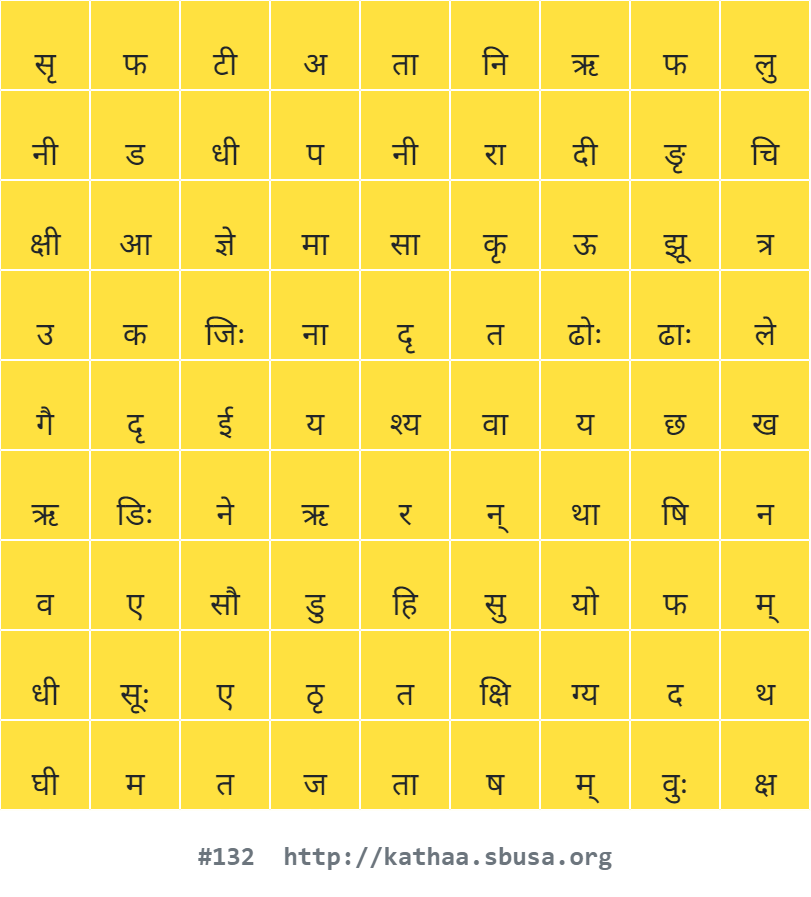 सृ फ टी अ ता नि ऋ फ लु
नी ड धी प नी रा दी ङृ चि
क्षी आ ज्ञे मा सा कृ ऊ झू त्र
उ क जिः ना दृ त ढोः ढाः ले
गै दृ ई य श्य वा य छ ख
ऋ डिः ने ऋ र न् था षि न
व ए सौ डु हि सु यो फ म्
धी सूः ए ठृ त क्षि ग्य द थ
घी म त ज ता ष म् वुः क्ष
#132 http://kathaa.sbusa.org